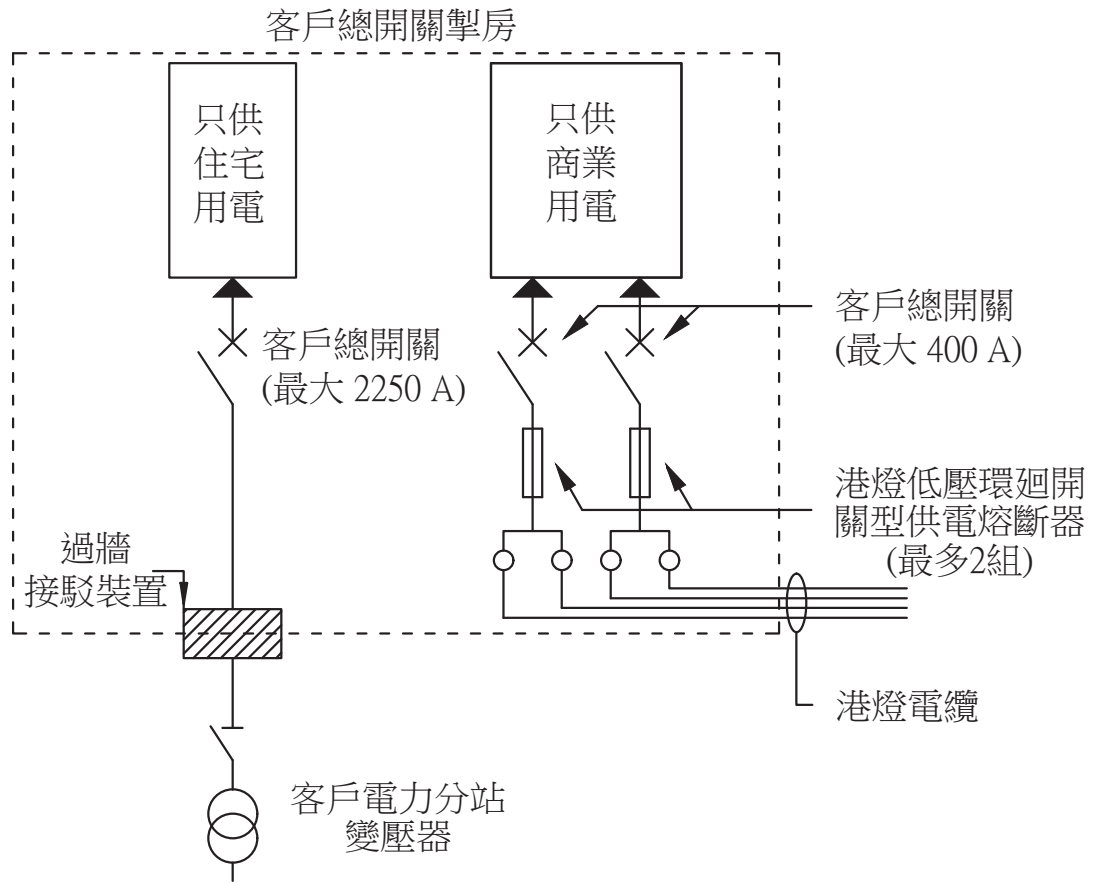 客戶總開關掣房
只供
住宅
用電
只供
商業
用電
客戶總開關
(最大 2250 A)
客戶總開關
(最大 400 A)
港燈低壓環迴開
關型供電熔斷器
(最多2組)
過牆
接駁裝置
港燈電纜
客戶電力分站
變壓器